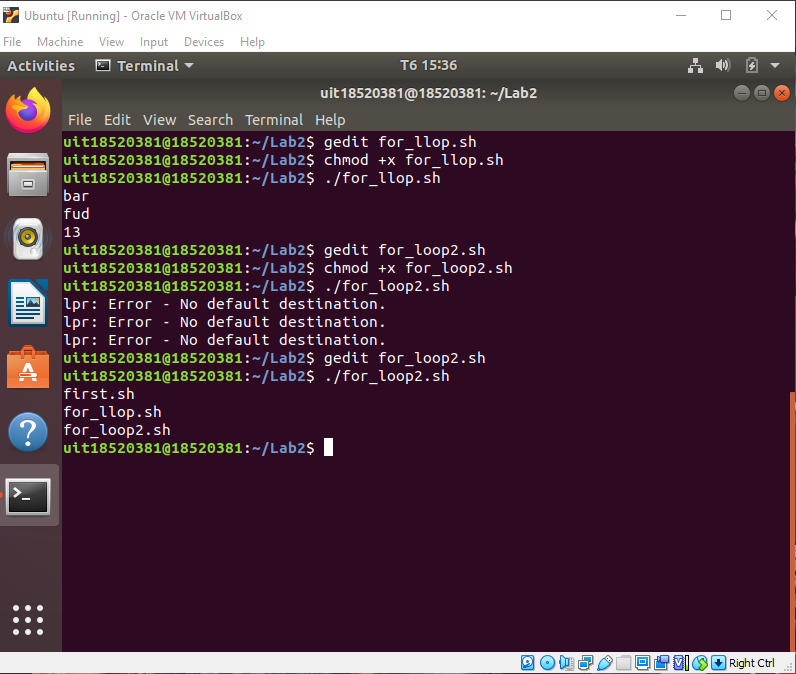 Ubuntu [Running] - Oracle VM VirtualBox
File Machine View Input Devices Help
Activities Terminal T6 15:36
uit18520381@18520381: ~/Lab2
File Edit View Search Terminal Help
uit18520381@18520381:~/Lab2$ gedit for_llop.sh
uit18520381@18520381:~/Lab2$ chmod +x for_llop.sh
uit18520381@18520381:~/Lab2$ ./for_llop.sh
bar
fud
13
uit18520381@18520381:~/Lab2$ gedit for_loop2.sh
uit18520381@18520381:~/Lab2$ chmod +x for_loop2.sh
uit18520381@18520381:~/Lab2$ ./for_loop2.sh
lpr: Error - No default destination.
lpr: Error - No default destination.
lpr: Error - No default destination.
uit18520381@18520381:~/Lab2$ gedit for_loop2.sh
uit18520381@18520381:~/Lab2$ ./for_loop2.sh
first.sh
for_llop.sh
for_loop2.sh
uit18520381@18520381:~/Lab2$
Right Ctrl